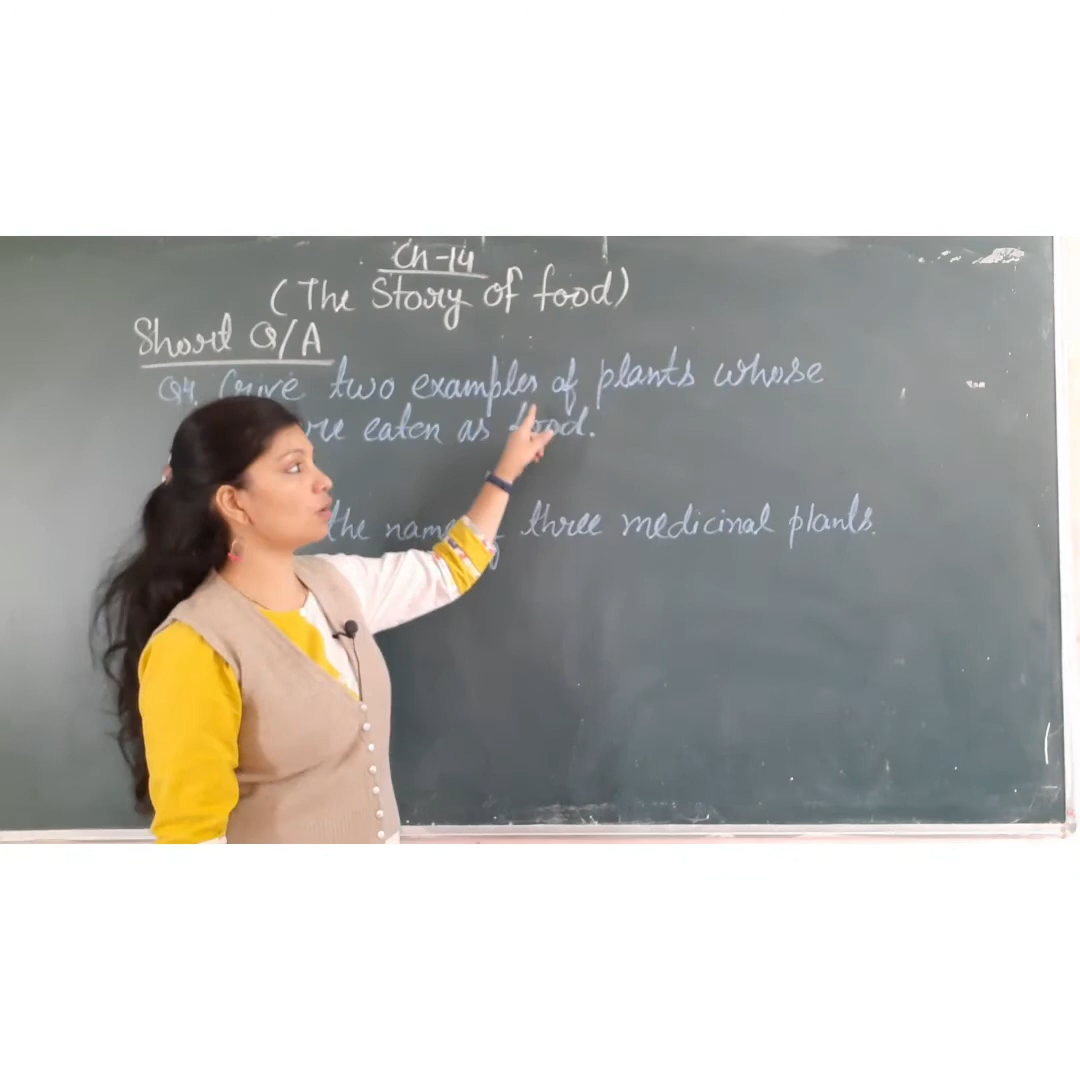 Ch-14
(The Story of food)
Short Q/A
Q4. Give two examples of plants whose
eaten as food.
the name three medicinal plants.